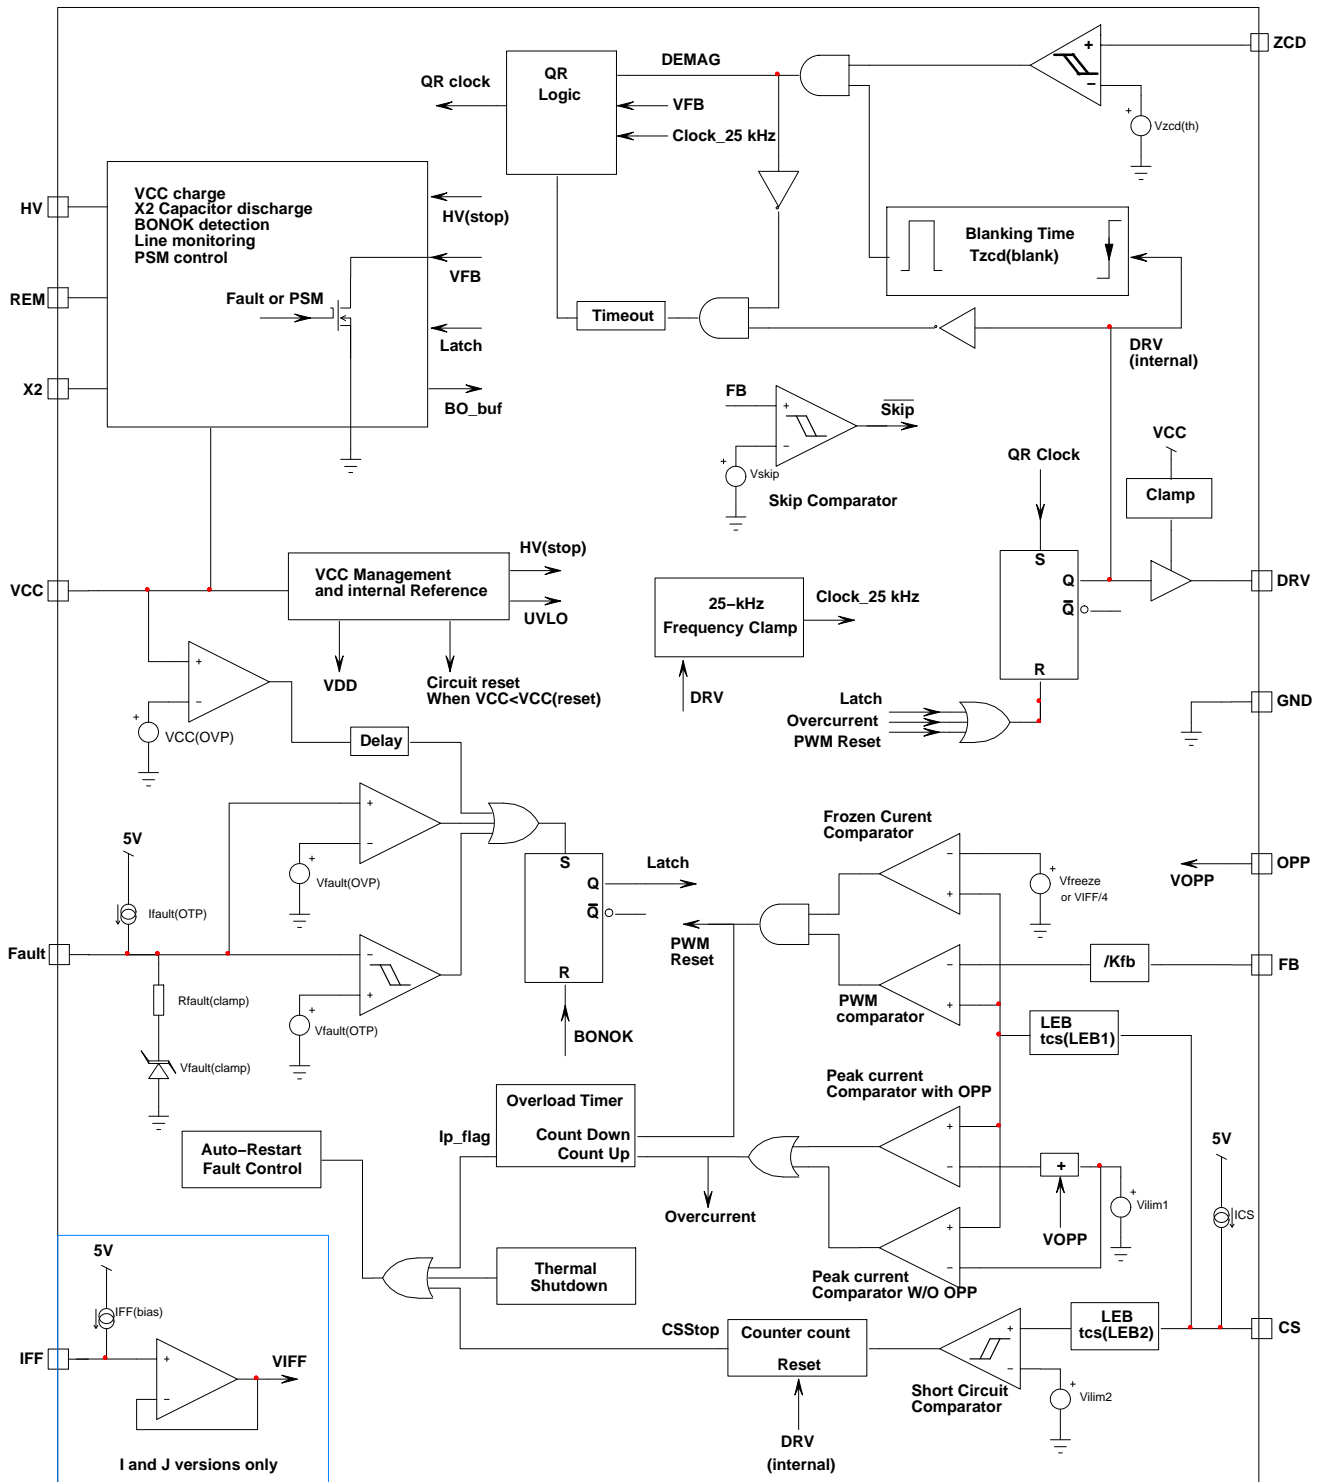 ZCD
DEMAG
QR
Logic
QR clock
VFB
Clock_25 kHz
+
−
+
Vzcd(th)
VCC charge
X2 Capacitor discharge
BONOK detection
Line monitoring
PSM control
HV
HV(stop)
VFB
REM
Fault or PSM
Latch
X2
BO_buf
Blanking Time
Tzcd(blank)
Timeout
DRV
(internal)
FB
+
−
Skip
+
Vskip
Skip Comparator
VCC
QR Clock
Clamp
S
Q
Q
R
DRV
VCC
VCC Management
and internal Reference
HV(stop)
UVLO
VDD
Circuit reset
When VCC<VCC(reset)
25−kHz
Frequency Clamp
Clock_25 kHz
DRV
Latch
Overcurrent
PWM Reset
GND
+
−
+
VCC(OVP)
Delay
+
−
+
Vfault(OVP)
5V
Ifault(OTP)
S
Q
Q
R
Latch
Frozen Curent
Comparator
−
+
+
Vfreeze
or VIFF/4
VOPP
OPP
Fault
−
+
+
Vfault(OTP)
Rfault(clamp)
Vfault(clamp)
BONOK
PWM
Reset
PWM
comparator
−
+
/Kfb
FB
LEB
tcs(LEB1)
Peak current
Comparator with OPP
+
−
+
+
Vilim1
VOPP
5V
ICS
Overload Timer
Count Down
Count Up
Ip_flag
Overcurrent
Auto−Restart
Fault Control
Thermal
Shutdown
+
−
Peak current
Comparator W/O OPP
CSStop
Counter count
Reset
DRV
(internal)
+
−
Short Circuit
Comparator
LEB
tcs(LEB2)
+
Vilim2
CS
5V
IFF(bias)
IFF
+
−
VIFF
I and J versions only